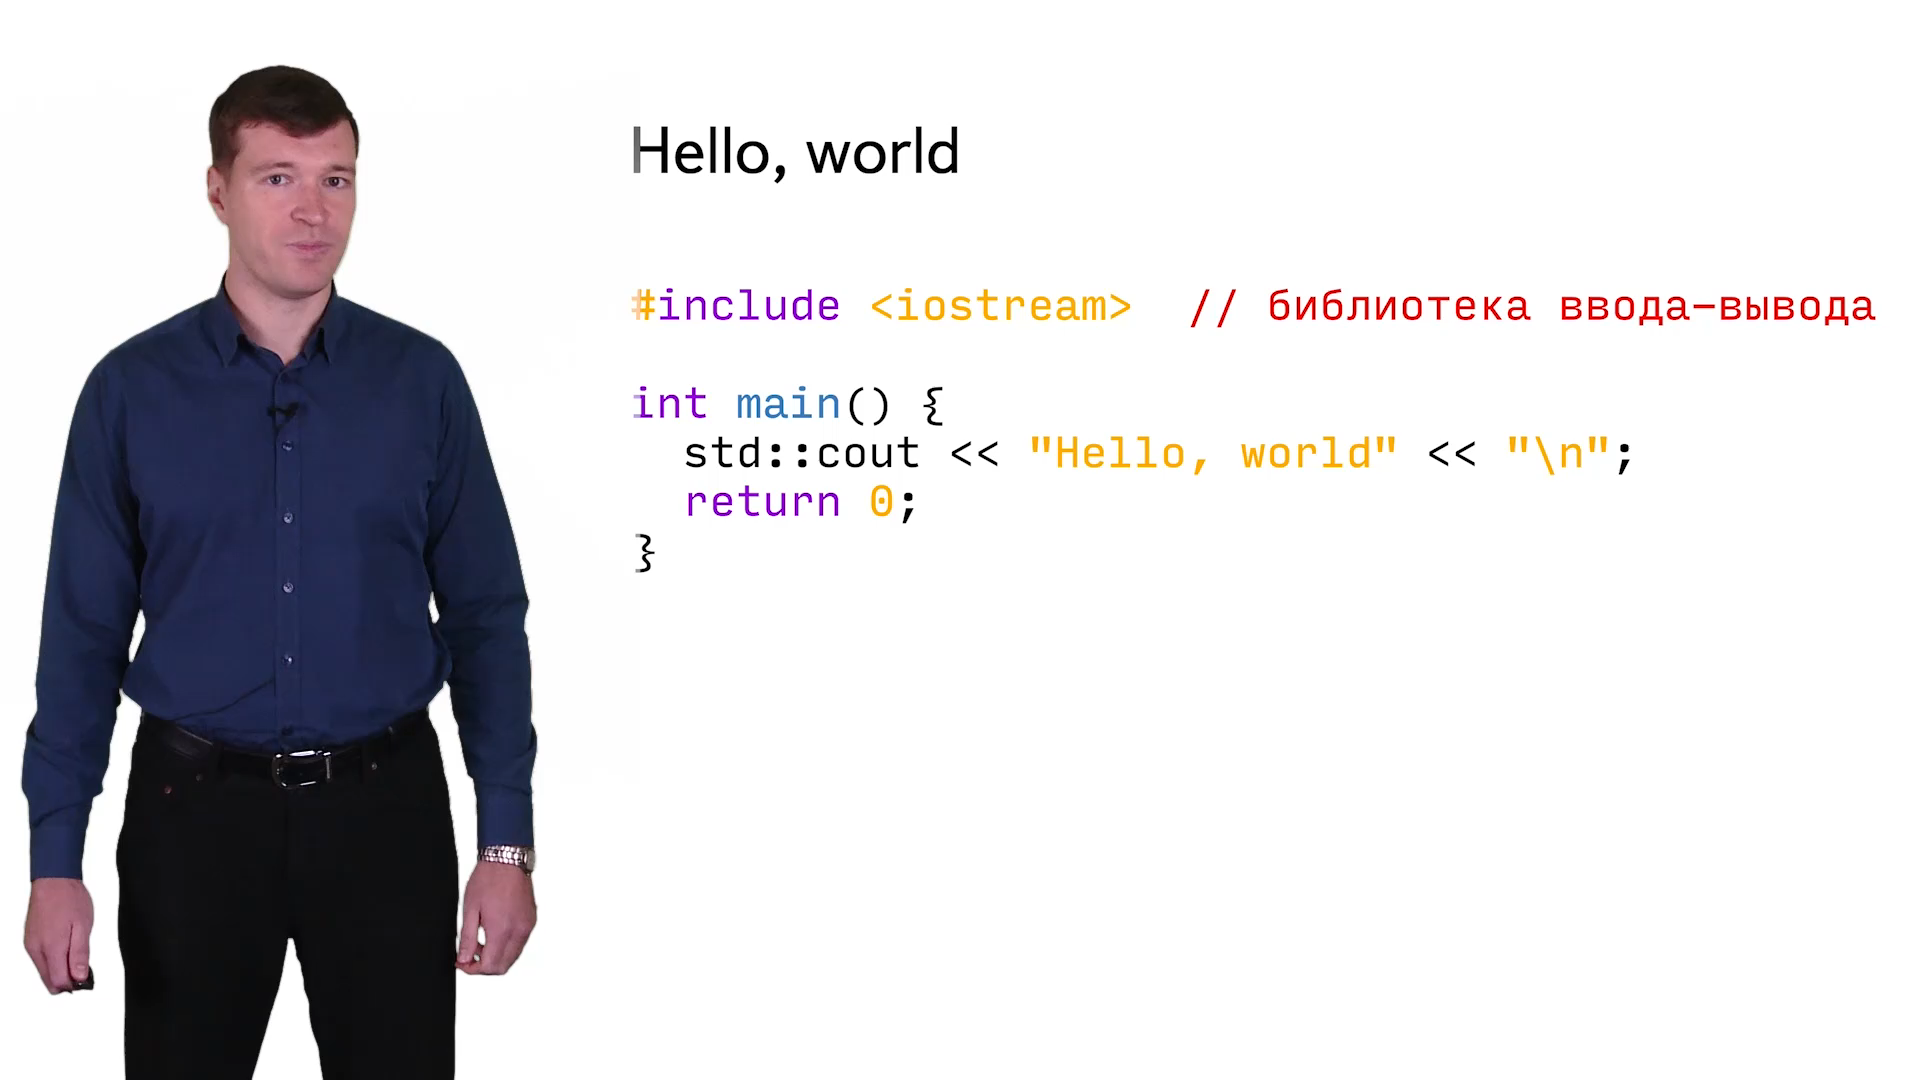 Hello, world
#include <iostream>  // библиотека ввода-вывода
int main() {
  std::cout << "Hello, world" << "\n";
  return 0;
}